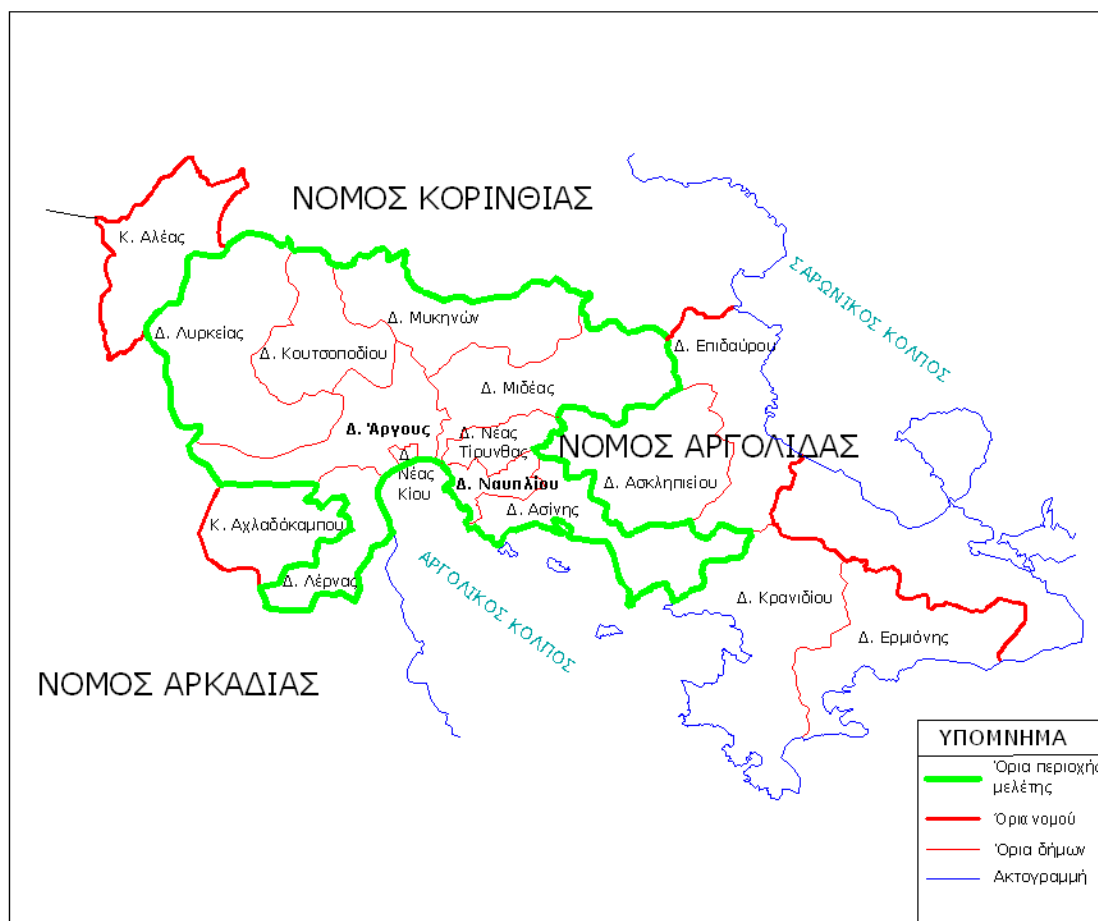 ΝΟΜΟΣ ΚΟΡΙΝΘΙΑΣ
Κ. Αλέας
ΣΑΡΩΝΙΚΟΣ ΚΟΛΠΟΣ
Δ. Λυρκείας
Δ. Μυκηνών
Δ. Κουτσοποδίου
Δ. Επιδαύρου
Δ. Μιδέας
Δ. Άργους
Δ. Νέας
Τίρυνθας
ΝΟΜΟΣ ΑΡΓΟΛΙΔΑΣ
Δ.
Νέας
Κίου
Δ. Ναυπλίου
Δ. Ασκληπιείου
Δ. Ασίνης
Κ. Αχλαδόκαμπου
Δ. Λέρνας
ΑΡΓΟΛΙΚΟΣ ΚΟΛΠΟΣ
Δ. Κρανιδίου
Δ. Ερμιόνης
ΝΟΜΟΣ ΑΡΚΑΔΙΑΣ
ΥΠΟΜΝΗΜΑ
Όρια περιοχής
μελέτης
Όρια νομού
Όρια δήμων
Ακτογραμμή